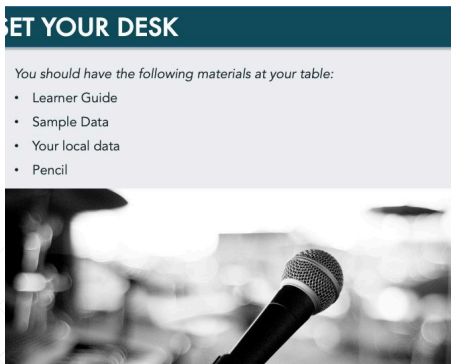 SET YOUR DESK
You should have the following materials at your table:
• Learner Guide
• Sample Data
• Your local data
• Pencil